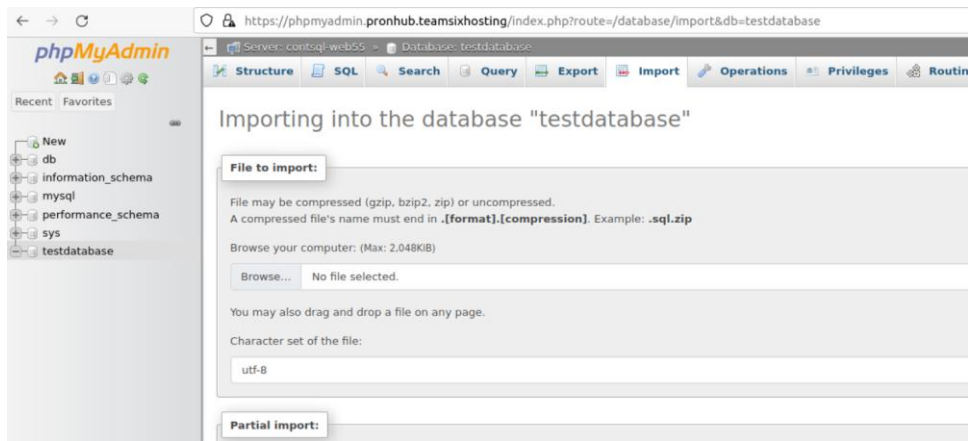 https://phpmyadmin.pronhub.teamsixhosting/index.php?route=/database/import&db=testdatabase
phpMyAdmin
Server: contsql-web55 » Database: testdatabase
Structure SQL Search Query Export Import Operations Privileges Routin
Recent Favorites
New
db
information_schema
mysql
performance_schema
sys
testdatabase
Importing into the database "testdatabase"
File to import:
File may be compressed (gzip, bzip2, zip) or uncompressed.
A compressed file's name must end in .[format].[compression]. Example: .sql.zip
Browse your computer: (Max: 2,048KiB)
Browse... No file selected.
You may also drag and drop a file on any page.
Character set of the file:
utf-8
Partial import: